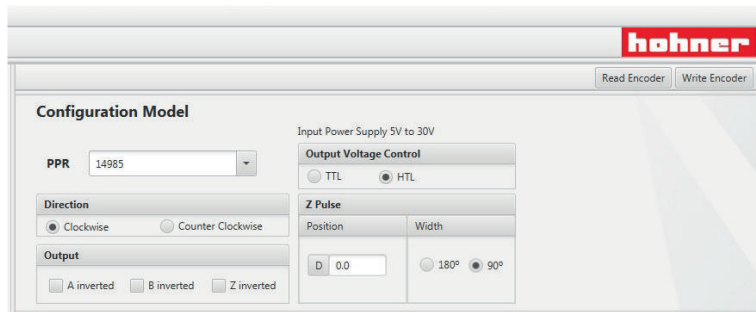 hohner
Read Encoder Write Encoder
Configuration Model
Input Power Supply 5V to 30V
PPR 14985
Output Voltage Control
TTL HTL
Direction
Clockwise Counter Clockwise
Z Pulse
Position Width
D 0.0 180º 90º
Output
A inverted B inverted Z inverted